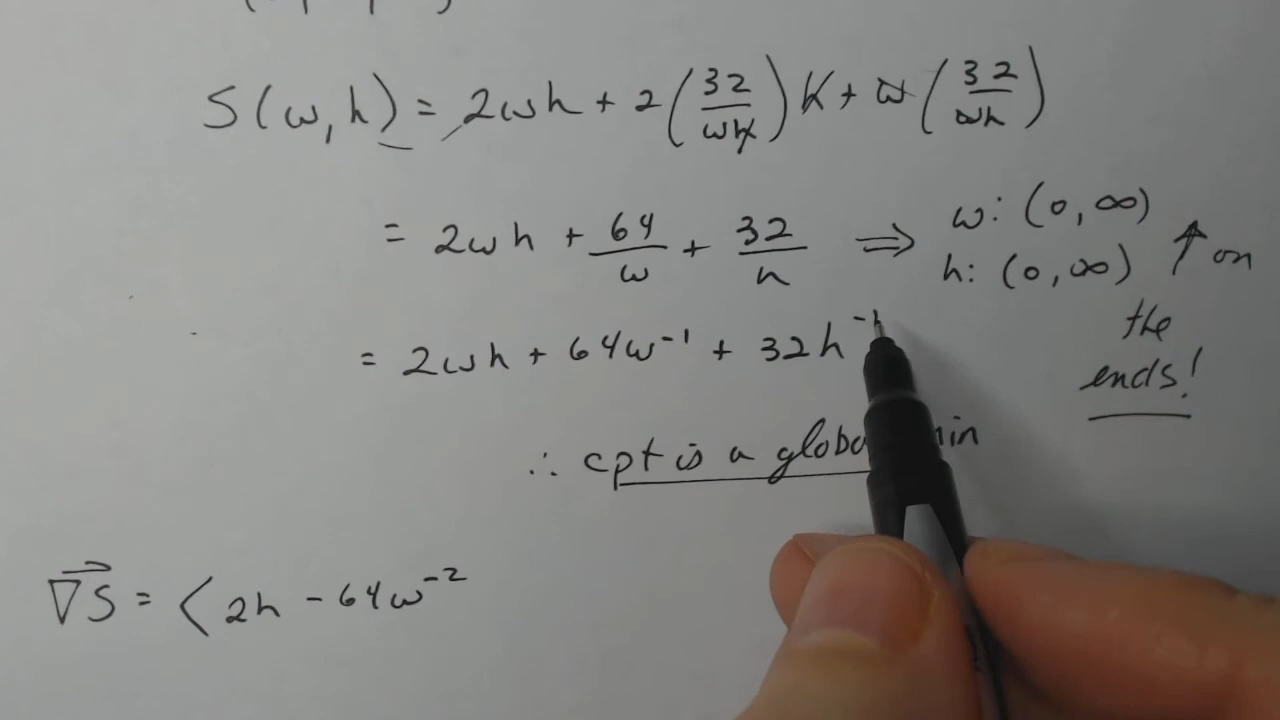 S(w,h) = 2wh + 2(32/wh)h + w(32/wh)
= 2wh + 64/w + 32/h ⇒ w: (0,∞) h: (0,∞) ↑ on the ends!
= 2wh + 64w⁻¹ + 32h⁻¹
∴ cpt is a global min
∇S = ⟨2h - 64w⁻²